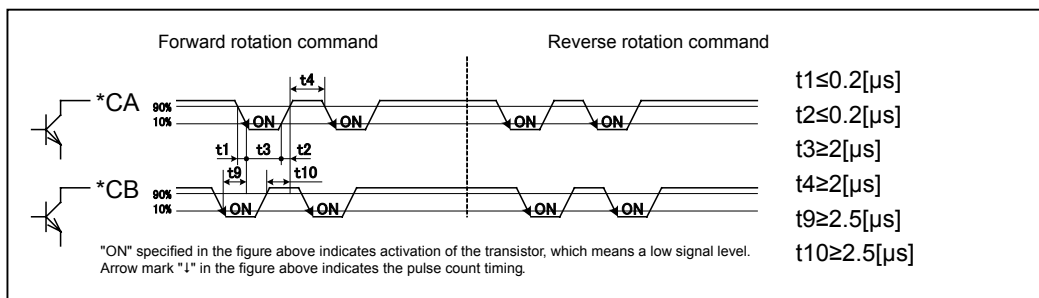 Forward rotation command
Reverse rotation command
*CA
90%
10%
t4
ON
ON
ON
ON
t1
t3
t2
t9
t10
*CB
90%
10%
ON
ON
ON
ON
t1≤0.2[µs]
t2≤0.2[µs]
t3≥2[µs]
t4≥2[µs]
t9≥2.5[µs]
t10≥2.5[µs]
"ON" specified in the figure above indicates activation of the transistor, which means a low signal level.
Arrow mark "↓" in the figure above indicates the pulse count timing.